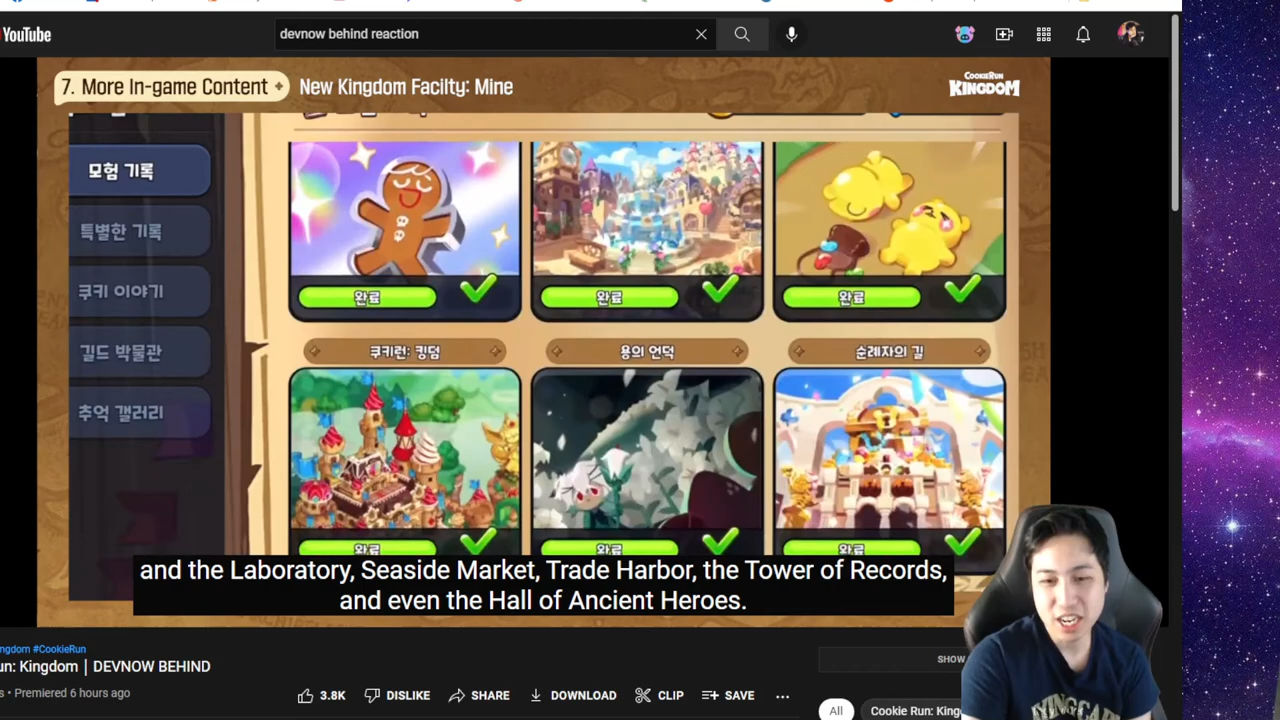 YouTube
devnow behind reaction
7. More In-game Content
New Kingdom Facilty: Mine
COOKIERUN
KINGDOM
모험 기록
특별한 기록
쿠키 이야기
길드 박물관
추억 갤러리
완료
완료
완료
쿠키런: 킹덤
용의 언덕
순례자의 길
완료
완료
완료
and the Laboratory, Seaside Market, Trade Harbor, the Tower of Records,
and even the Hall of Ancient Heroes.
ngdom #CookieRun
un: Kingdom | DEVNOW BEHIND
s • Premiered 6 hours ago
3.8K
DISLIKE
SHARE
DOWNLOAD
CLIP
SAVE
SHOW
All
Cookie Run: King